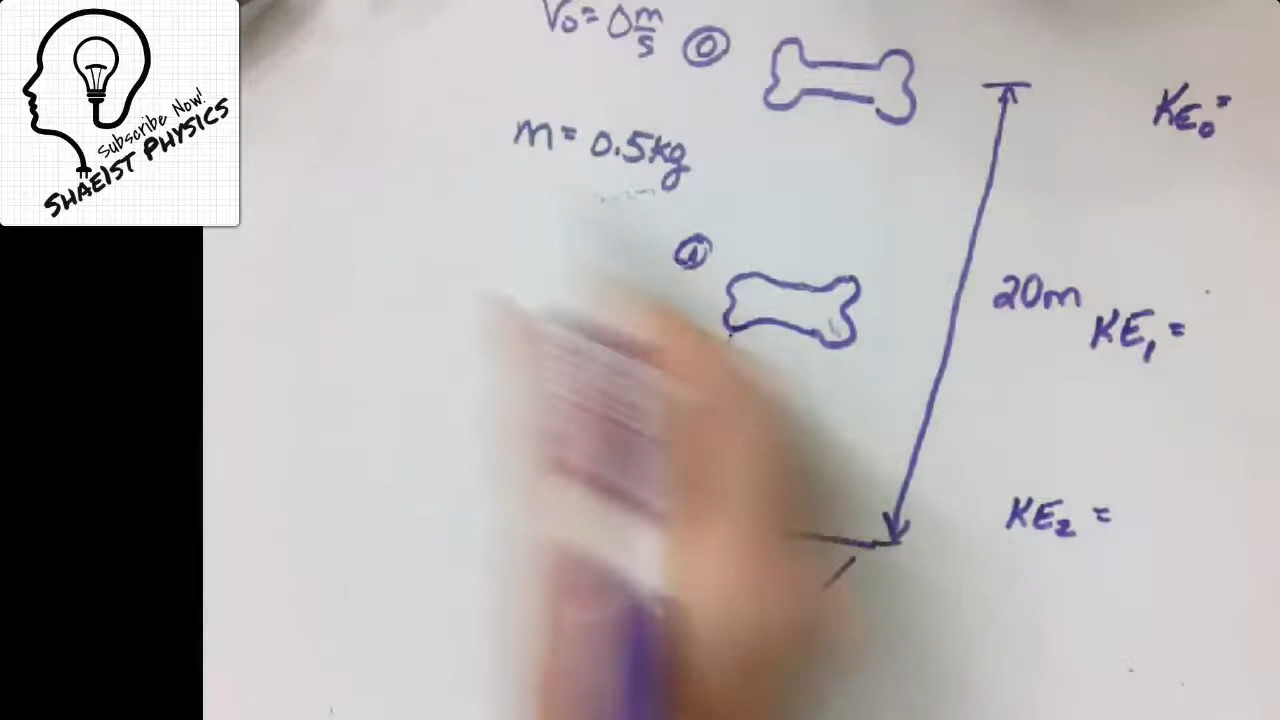 Subscribe Now!
SHAEIST PHYSICS
V₀ = 0 m/s
0
KE₀ =
m = 0.5kg
1
20m
KE₁ =
KE₂ =